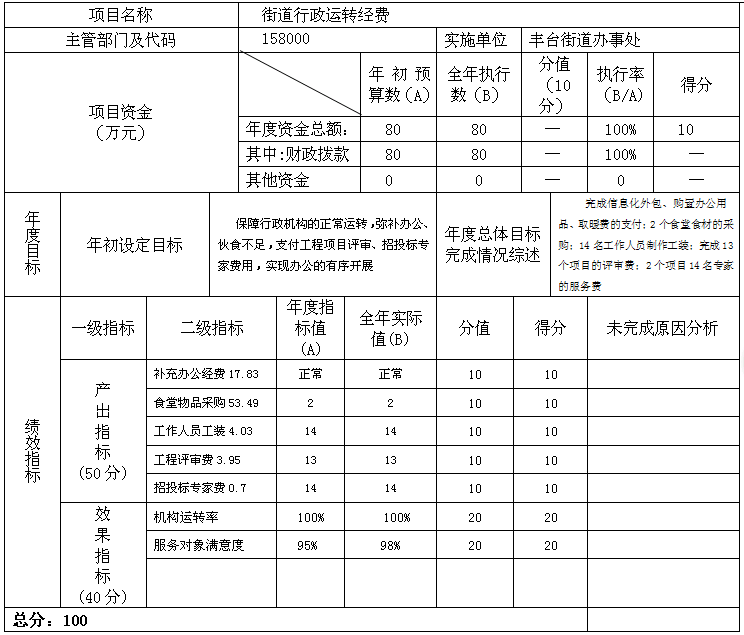 项目名称 街道行政运转经费
主管部门及代码 158000 实施单位 丰台街道办事处
项目资金
（万元）
年初预
算数（A）
全年执行
数（B）
分值
（10
分）
执行率
（B/A）
得分
年度资金总额： 80 80 — 100% 10
其中:财政拨款 80 80 — 100% —
其他资金 0 0 — 0 —
年度目标
年初设定目标
保障行政机构的正常运转,弥补办公、
伙食不足,支付工程项目评审、招投标专
家费用,实现办公的有序开展
年度总体目标
完成情况综述
完成信息化外包、购置办公用
品、取暖费的支付；2个食堂食材的采
购；14名工作人员制作工装；完成13
个项目的评审费；2个项目14名专家
的服务费
绩效指标
一级指标 二级指标
年度指
标值
(A)
全年实际
值(B)
分值 得分 未完成原因分析
产
出
指
标
(50分)
补充办公经费17.83 正常 正常 10 10
食堂物品采购53.49 2 2 10 10
工作人员工装4.03 14 14 10 10
工程评审费3.95 13 13 10 10
招投标专家费0.7 14 14 10 10
效
果
指
标
(40分)
机构运转率 100% 100% 20 20
服务对象满意度 95% 98% 20 20
总分：100